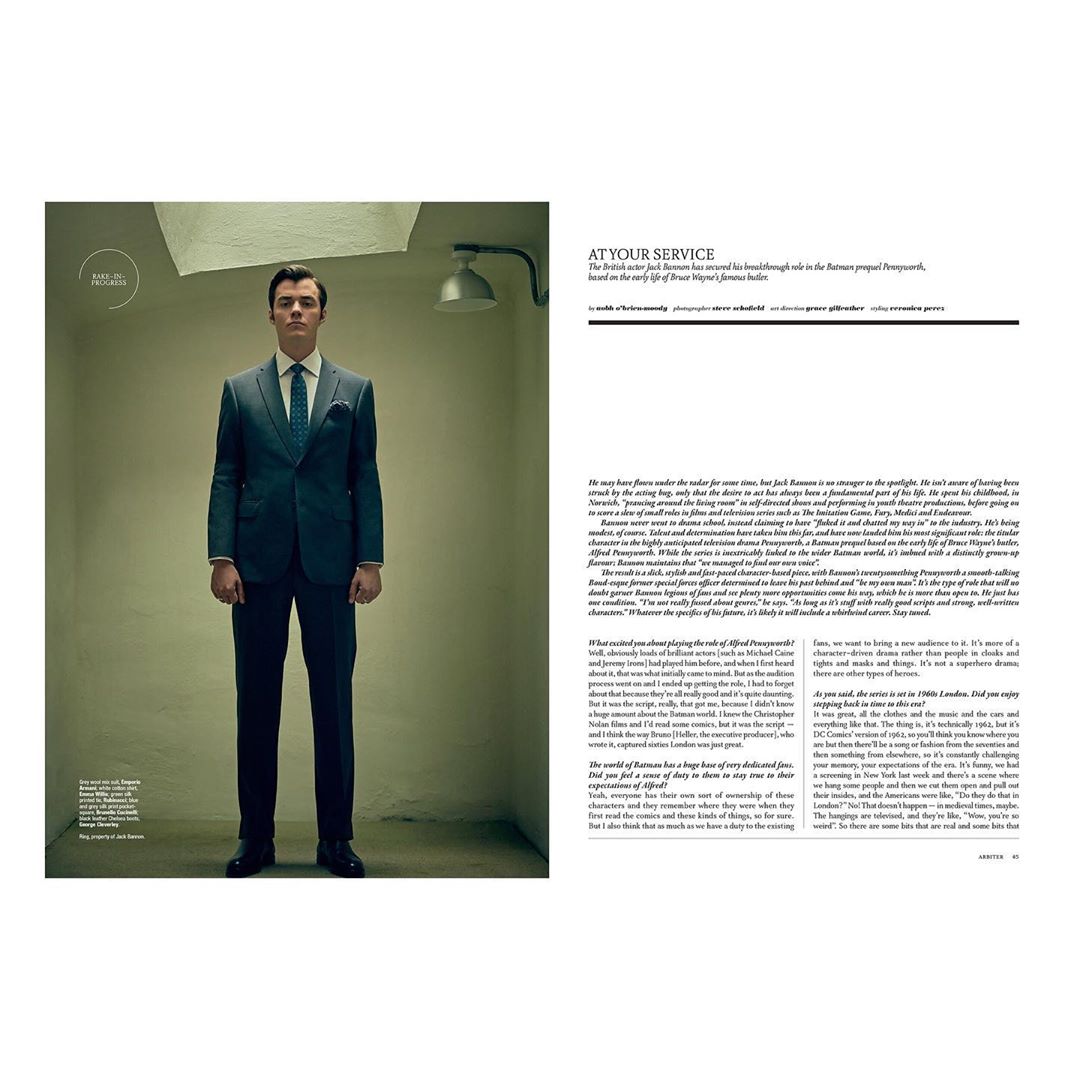 RAKE-IN-
PROGRESS
Grey wool mix suit, Emporio
Armani; white cotton shirt,
Emma Willis; green silk
printed tie, Rubinacci; blue
and grey silk print pocket-
square, Brunello Cucinelli;
black leather Chelsea boots,
George Cleverley.
Ring, property of Jack Bannon.
AT YOUR SERVICE
The British actor Jack Bannon has secured his breakthrough role in the Batman prequel Pennyworth,
based on the early life of Bruce Wayne's famous butler.
by aobh o'brien-moody photographer steve schofield art direction grace gilfeather styling veronica perez
He may have flown under the radar for some time, but Jack Bannon is no stranger to the spotlight. He isn't aware of having been
struck by the acting bug, only that the desire to act has always been a fundamental part of his life. He spent his childhood, in
Norwich, “prancing around the living room” in self-directed shows and performing in youth theatre productions, before going on
to score a slew of small roles in films and television series such as The Imitation Game, Fury, Medici and Endeavour.
Bannon never went to drama school, instead claiming to have “fluked it and chatted my way in” to the industry. He's being
modest, of course. Talent and determination have taken him this far, and have now landed him his most significant role: the titular
character in the highly anticipated television drama Pennyworth, a Batman prequel based on the early life of Bruce Wayne's butler,
Alfred Pennyworth. While the series is inextricably linked to the wider Batman world, it's imbued with a distinctly grown-up
flavour; Bannon maintains that “we managed to find our own voice”.
The result is a slick, stylish and fast-paced character-based piece, with Bannon's twentysomething Pennyworth a smooth-talking
Bond-esque former special forces officer determined to leave his past behind and “be my own man”. It's the type of role that will no
doubt garner Bannon legions of fans and see plenty more opportunities come his way, which he is more than open to. He just has
one condition. “I'm not really fussed about genres,” he says. “As long as it's stuff with really good scripts and strong, well-written
characters.” Whatever the specifics of his future, it's likely it will include a whirlwind career. Stay tuned.
What excited you about playing the role of Alfred Pennyworth?
Well, obviously loads of brilliant actors [such as Michael Caine
and Jeremy Irons] had played him before, and when I first heard
about it, that was what initially came to mind. But as the audition
process went on and I ended up getting the role, I had to forget
about that because they're all really good and it's quite daunting.
But it was the script, really, that got me, because I didn't know
a huge amount about the Batman world. I knew the Christopher
Nolan films and I'd read some comics, but it was the script —
and I think the way Bruno [Heller, the executive producer], who
wrote it, captured sixties London was just great.
The world of Batman has a huge base of very dedicated fans.
Did you feel a sense of duty to them to stay true to their
expectations of Alfred?
Yeah, everyone has their own sort of ownership of these
characters and they remember where they were when they
first read the comics and these kinds of things, so for sure.
But I also think that as much as we have a duty to the existing
fans, we want to bring a new audience to it. It's more of a
character-driven drama rather than people in cloaks and
tights and masks and things. It's not a superhero drama;
there are other types of heroes.
As you said, the series is set in 1960s London. Did you enjoy
stepping back in time to this era?
It was great, all the clothes and the music and the cars and
everything like that. The thing is, it's technically 1962, but it's
DC Comics' version of 1962, so you'll think you know where you
are but then there'll be a song or fashion from the seventies and
then something from elsewhere, so it's constantly challenging
your memory, your expectations of the era. It's funny, we had
a screening in New York last week and there's a scene where
we hang some people and then we cut them open and pull out
their insides, and the Americans were like, “Do they do that in
London?” No! That doesn't happen — in medieval times, maybe.
The hangings are televised, and they're like, “Wow, you're so
weird”. So there are some bits that are real and some bits that
ARBITER 45